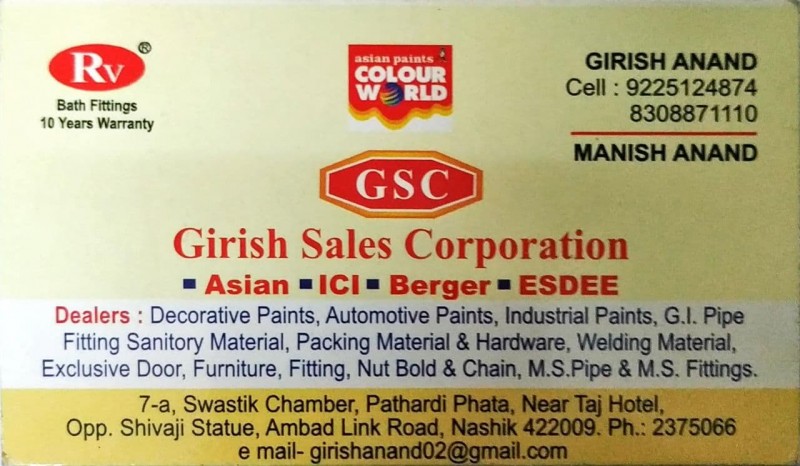 Rv ®
Bath Fittings
10 Years Warranty
asian paints
COLOUR
WORLD
GIRISH ANAND
Cell : 9225124874
8308871110
MANISH ANAND
GSC
Girish Sales Corporation
▪ Asian ▪ ICI ▪ Berger ▪ ESDEE
Dealers : Decorative Paints, Automotive Paints, Industrial Paints, G.I. Pipe
Fitting Sanitory Material, Packing Material & Hardware, Welding Material,
Exclusive Door, Furniture, Fitting, Nut Bold & Chain, M.S.Pipe & M.S. Fittings.
7-a, Swastik Chamber, Pathardi Phata, Near Taj Hotel,
Opp. Shivaji Statue, Ambad Link Road, Nashik 422009. Ph.: 2375066
e mail- girishanand02@gmail.com